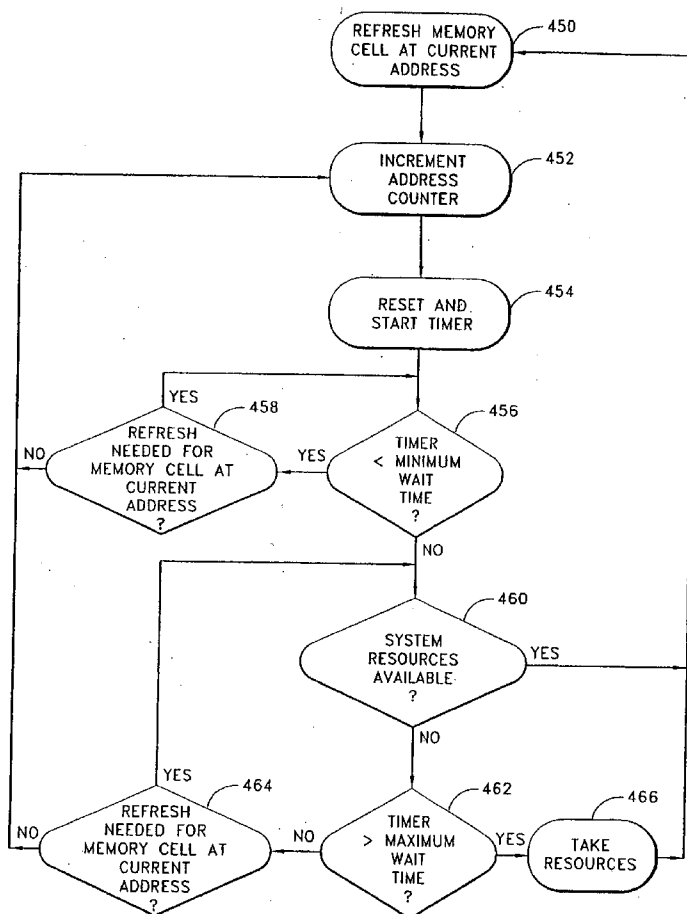 REFRESH MEMORY
CELL AT CURRENT
ADDRESS
450
INCREMENT
ADDRESS
COUNTER
452
RESET AND
START TIMER
454
YES
458
456
REFRESH
NEEDED FOR
MEMORY CELL AT
CURRENT
ADDRESS
?
NO
YES
TIMER
< MINIMUM
WAIT
TIME
?
NO
460
SYSTEM
RESOURCES
AVAILABLE
?
YES
NO
YES
464
462
466
REFRESH
NEEDED FOR
MEMORY CELL AT
CURRENT
ADDRESS
?
NO
NO
TIMER
> MAXIMUM
WAIT
TIME
?
YES
TAKE
RESOURCES